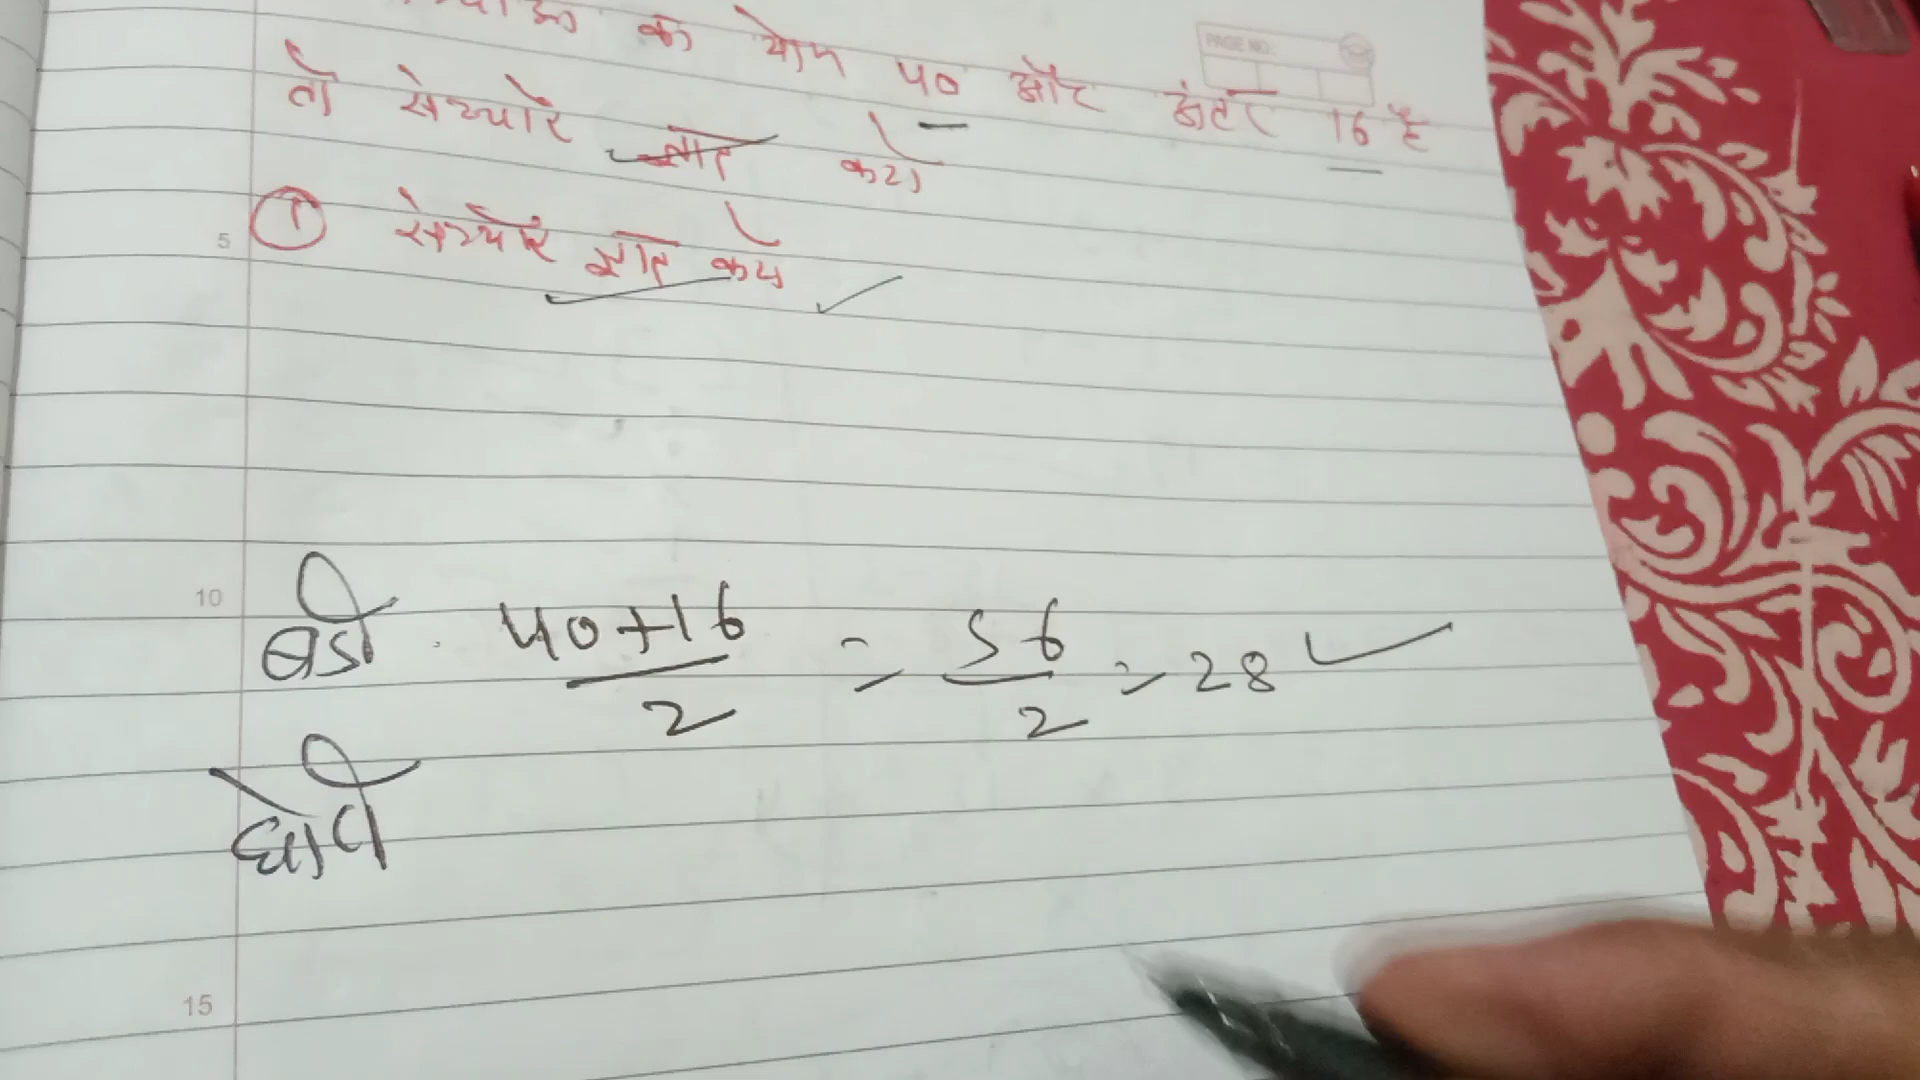 का योग 40 और अंतर 16 है
PAGE NO.:
तो संख्याऐं ज्ञात करो
5
① संख्याऐं ज्ञात करो
10
बडी 40+16/2 = 56/2 = 28
छोटी
15